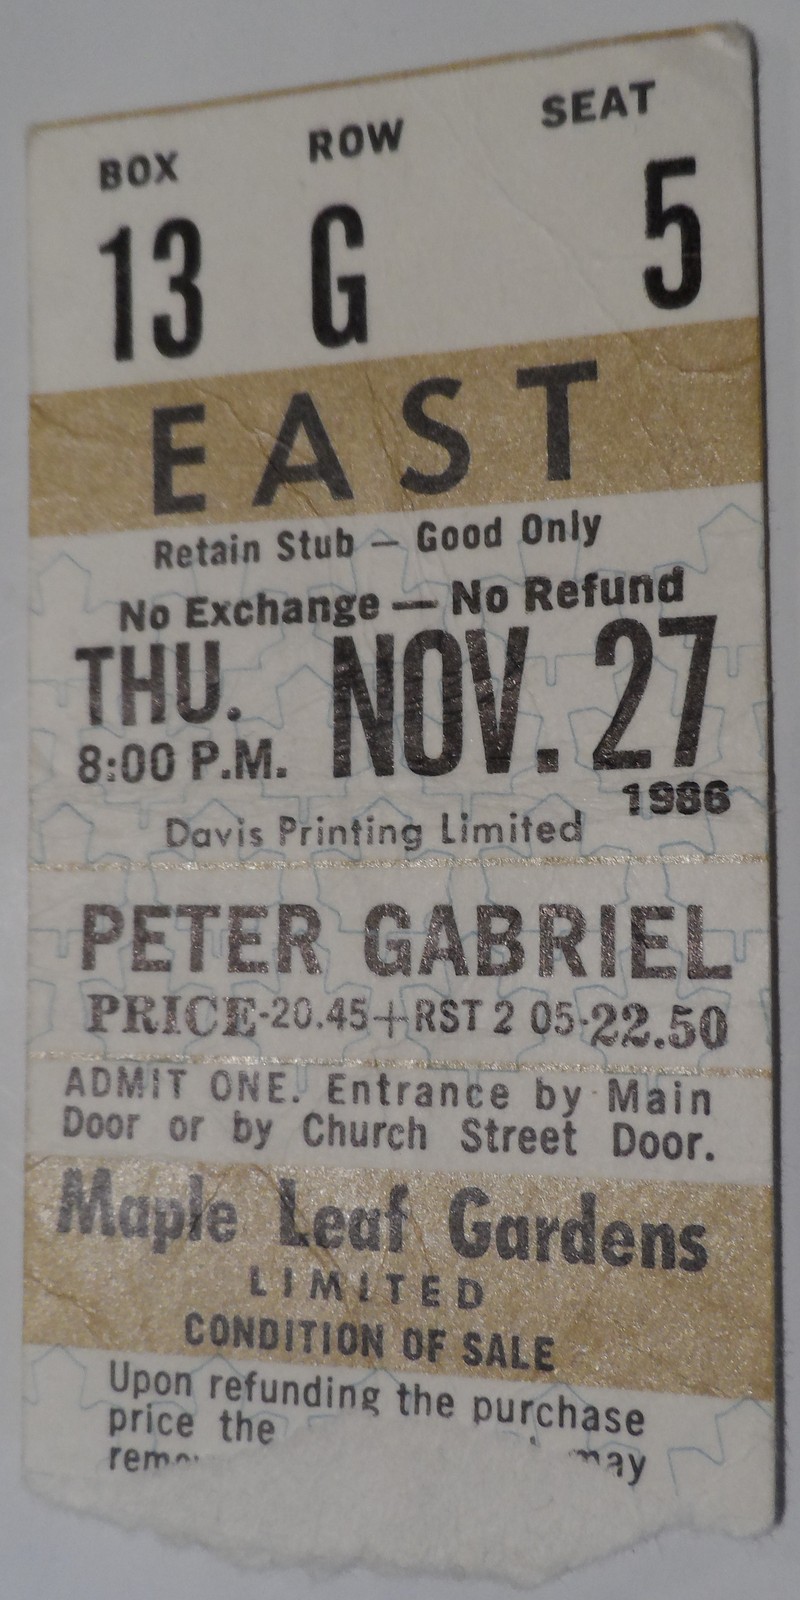 BOX ROW SEAT
13 G 5
EAST
Retain Stub — Good Only
No Exchange — No Refund
THU. NOV. 27
8:00 P.M.
1986
Davis Printing Limited
PETER GABRIEL
PRICE-20.45+RST 2 05-22.50
ADMIT ONE. Entrance by Main
Door or by Church Street Door.
Maple Leaf Gardens
LIMITED
CONDITION OF SALE
Upon refunding the purchase
price the
may